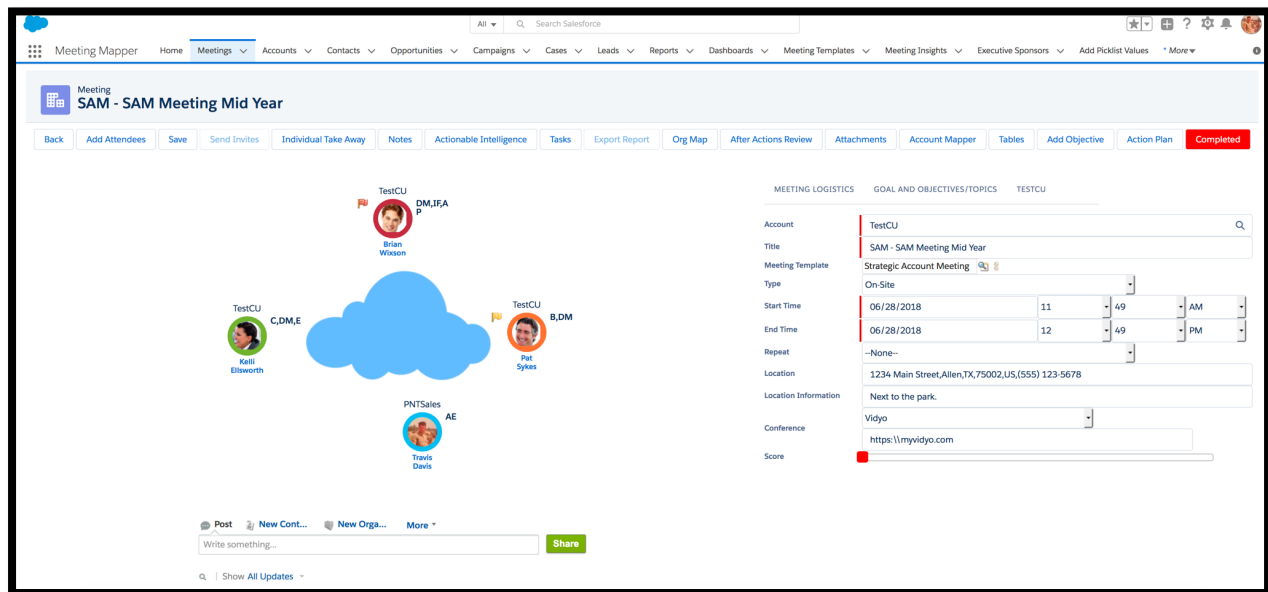 All
Search Salesforce
Meeting Mapper Home Meetings Accounts Contacts Opportunities Campaigns Cases Leads Reports Dashboards Meeting Templates Meeting Insights Executive Sponsors Add Picklist Values * More
Meeting
SAM - SAM Meeting Mid Year
Back Add Attendees Save Send Invites Individual Take Away Notes Actionable Intelligence Tasks Export Report Org Map After Actions Review Attachments Account Mapper Tables Add Objective Action Plan Completed
TestCU
DM,IF,A
P
Brian
Wixson
TestCU
C,DM,E
Kelli
Ellsworth
TestCU
B,DM
Pat
Sykes
PNTSales
AE
Travis
Davis
Post New Cont... New Orga... More
Write something...
Share
Show All Updates
MEETING LOGISTICS GOAL AND OBJECTIVES/TOPICS TESTCU
Account TestCU
Title SAM - SAM Meeting Mid Year
Meeting Template Strategic Account Meeting
Type On-Site
Start Time 06/28/2018 11 49 AM
End Time 06/28/2018 12 49 PM
Repeat --None--
Location 1234 Main Street,Allen,TX,75002,US,(555) 123-5678
Location Information Next to the park.
Conference Vidyo
https:\\myvidyo.com
Score